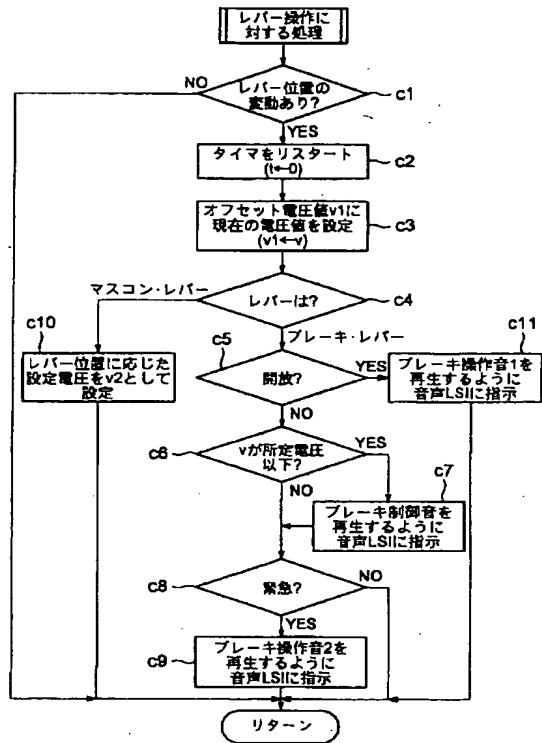 レバー操作に
対する処理
NO
レバー位置の
変動あり?
c1
YES
タイマをリスタート
(t←0)
c2
オフセット電圧値v1に
現在の電圧値を設定
(v1←v)
c3
マスコン・レバー
レバーは?
c4
ブレーキ・レバー
c10
レバー位置に応じた
設定電圧をv2として
設定
c5
開放?
YES
c11
ブレーキ操作音1を
再生するように
音声LSIに指示
NO
c6
vが所定電圧
以下?
YES
NO
c7
ブレーキ制御音を
再生するように
音声LSIに指示
c8
緊急?
NO
YES
c9
ブレーキ操作音2を
再生するように
音声LSIに指示
リターン